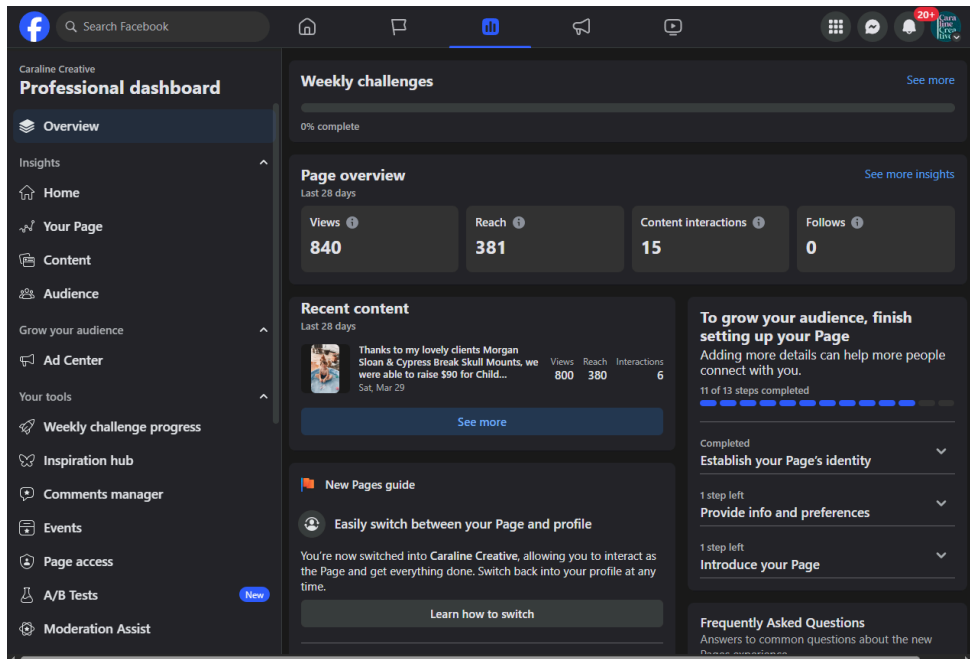 Search Facebook
20+
Caraline Creative
Professional dashboard
Overview
Insights
Home
Your Page
Content
Audience
Grow your audience
Ad Center
Your tools
Weekly challenge progress
Inspiration hub
Comments manager
Events
Page access
A/B Tests
New
Moderation Assist
Weekly challenges
See more
0% complete
Page overview
See more insights
Last 28 days
Views
840
Reach
381
Content interactions
15
Follows
0
Recent content
Last 28 days
Thanks to my lovely clients Morgan
Sloan & Cypress Break Skull Mounts, we
were able to raise $90 for Child...
Sat, Mar 29
Views Reach Interactions
800 380 6
See more
New Pages guide
Easily switch between your Page and profile
You're now switched into Caraline Creative, allowing you to interact as
the Page and get everything done. Switch back into your profile at any
time.
Learn how to switch
To grow your audience, finish
setting up your Page
Adding more details can help more people
connect with you.
11 of 13 steps completed
Completed
Establish your Page's identity
1 step left
Provide info and preferences
1 step left
Introduce your Page
Frequently Asked Questions
Answers to common questions about the new
Pages experience